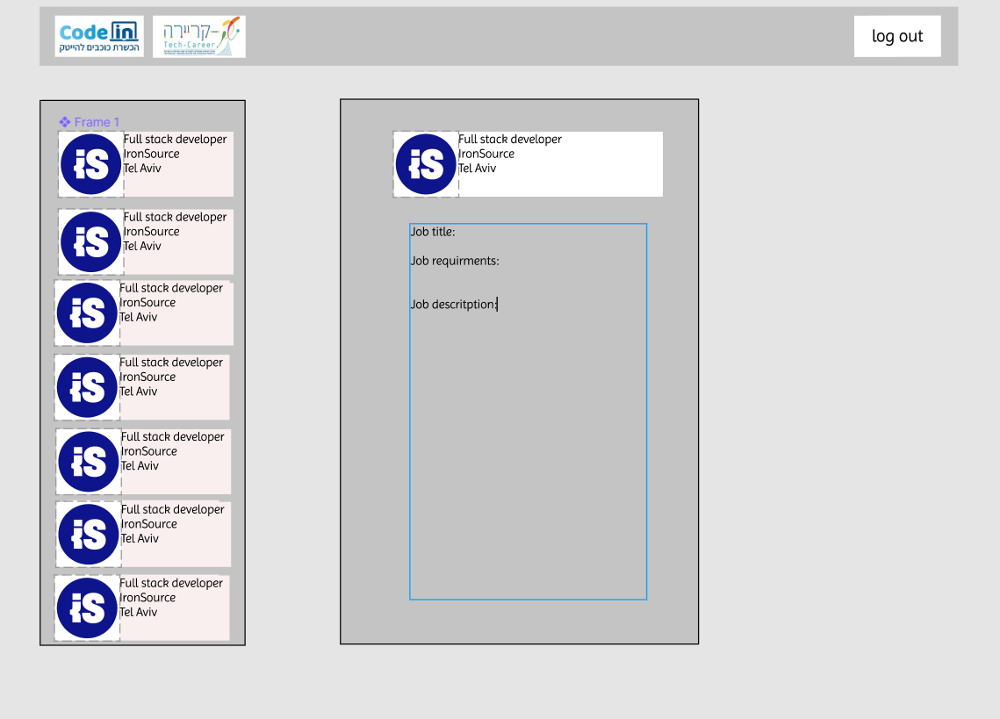 Code in
הכשרת כוכבים להייטק
טק-קריירה
Tech-Career
log out
Frame 1
Full stack developer
IronSource
Tel Aviv
Full stack developer
IronSource
Tel Aviv
Full stack developer
IronSource
Tel Aviv
Full stack developer
IronSource
Tel Aviv
Full stack developer
IronSource
Tel Aviv
Full stack developer
IronSource
Tel Aviv
Full stack developer
IronSource
Tel Aviv
iS
iS
iS
iS
iS
iS
iS
iS
Full stack developer
IronSource
Tel Aviv
Job title:
Job requirments:
Job descritption: